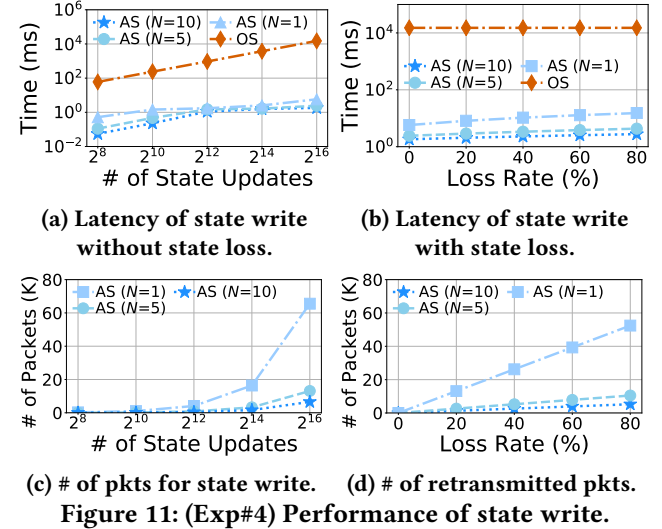 10^6
10^4
10^2
10^0
10^-2
Time (ms)
AS (N=10) AS (N=1)
AS (N=5) OS
2^8 2^10 2^12 2^14 2^16
# of State Updates
(a) Latency of state write
without state loss.
10^4
10^2
10^0
Time (ms)
AS (N=10) AS (N=1)
AS (N=5) OS
0 20 40 60 80
Loss Rate (%)
(b) Latency of state write
with state loss.
80
60
40
20
0
# of Packets (K)
AS (N=1) AS (N=10)
AS (N=5)
2^8 2^10 2^12 2^14 2^16
# of State Updates
(c) # of pkts for state write.
80
60
40
20
0
# of Packets (K)
AS (N=10) AS (N=1)
AS (N=5)
0 20 40 60 80
Loss Rate (%)
(d) # of retransmitted pkts.
Figure 11: (Exp#4) Performance of state write.